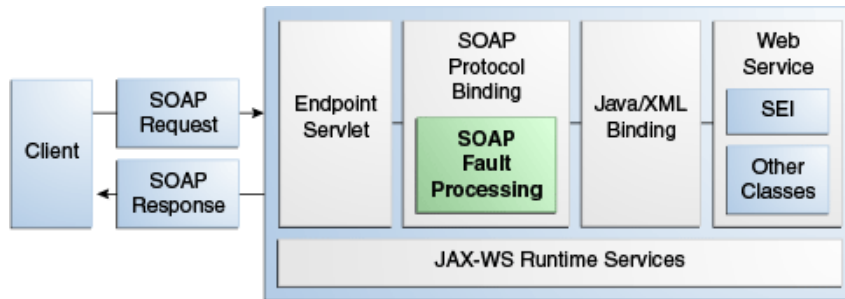 Client
SOAP
Request
SOAP
Response
Endpoint
Servlet
SOAP
Protocol
Binding
SOAP
Fault
Processing
Java/XML
Binding
Web
Service
SEI
Other
Classes
JAX-WS Runtime Services